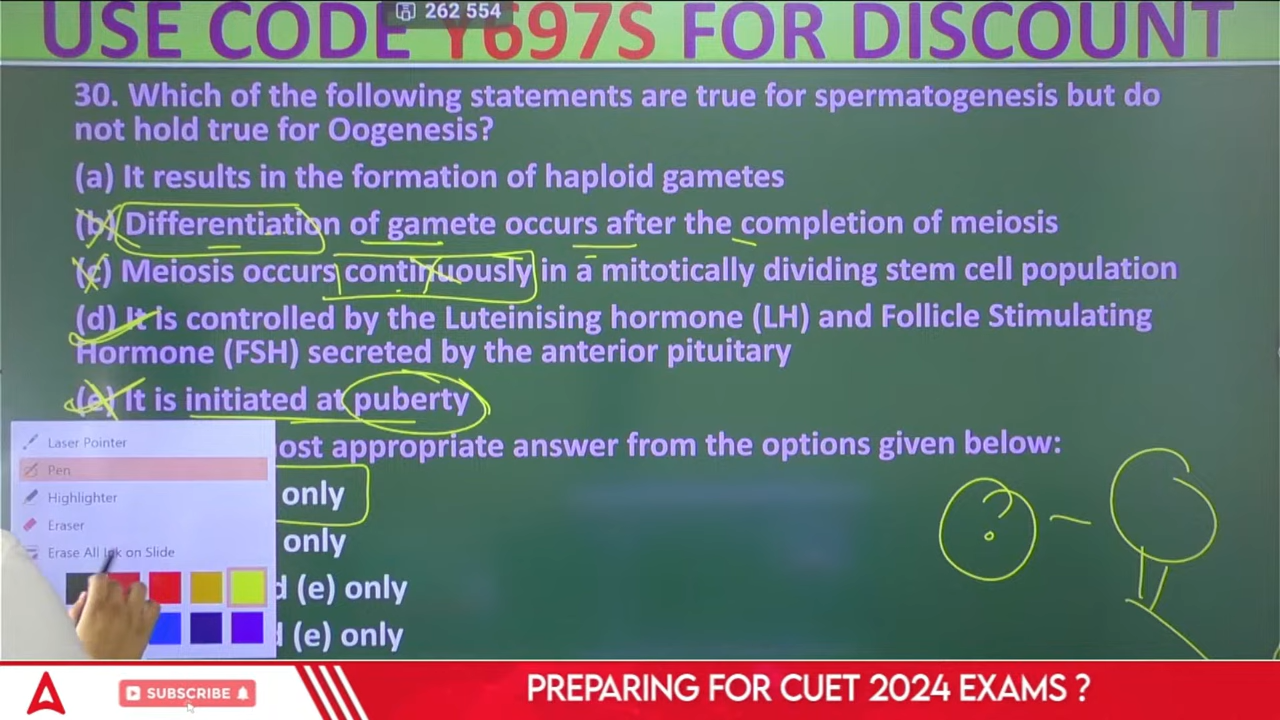 262 554
USE CODE Y697S FOR DISCOUNT
30. Which of the following statements are true for spermatogenesis but do
not hold true for Oogenesis?
(a) It results in the formation of haploid gametes
(b) Differentiation of gamete occurs after the completion of meiosis
(c) Meiosis occurs continuously in a mitotically dividing stem cell population
(d) It is controlled by the Luteinising hormone (LH) and Follicle Stimulating
Hormone (FSH) secreted by the anterior pituitary
(e) It is initiated at puberty
ost appropriate answer from the options given below:
Laser Pointer
Pen
Highlighter
Eraser
Erase All Ink on Slide
only
only
d (e) only
d (e) only
SUBSCRIBE
PREPARING FOR CUET 2024 EXAMS ?